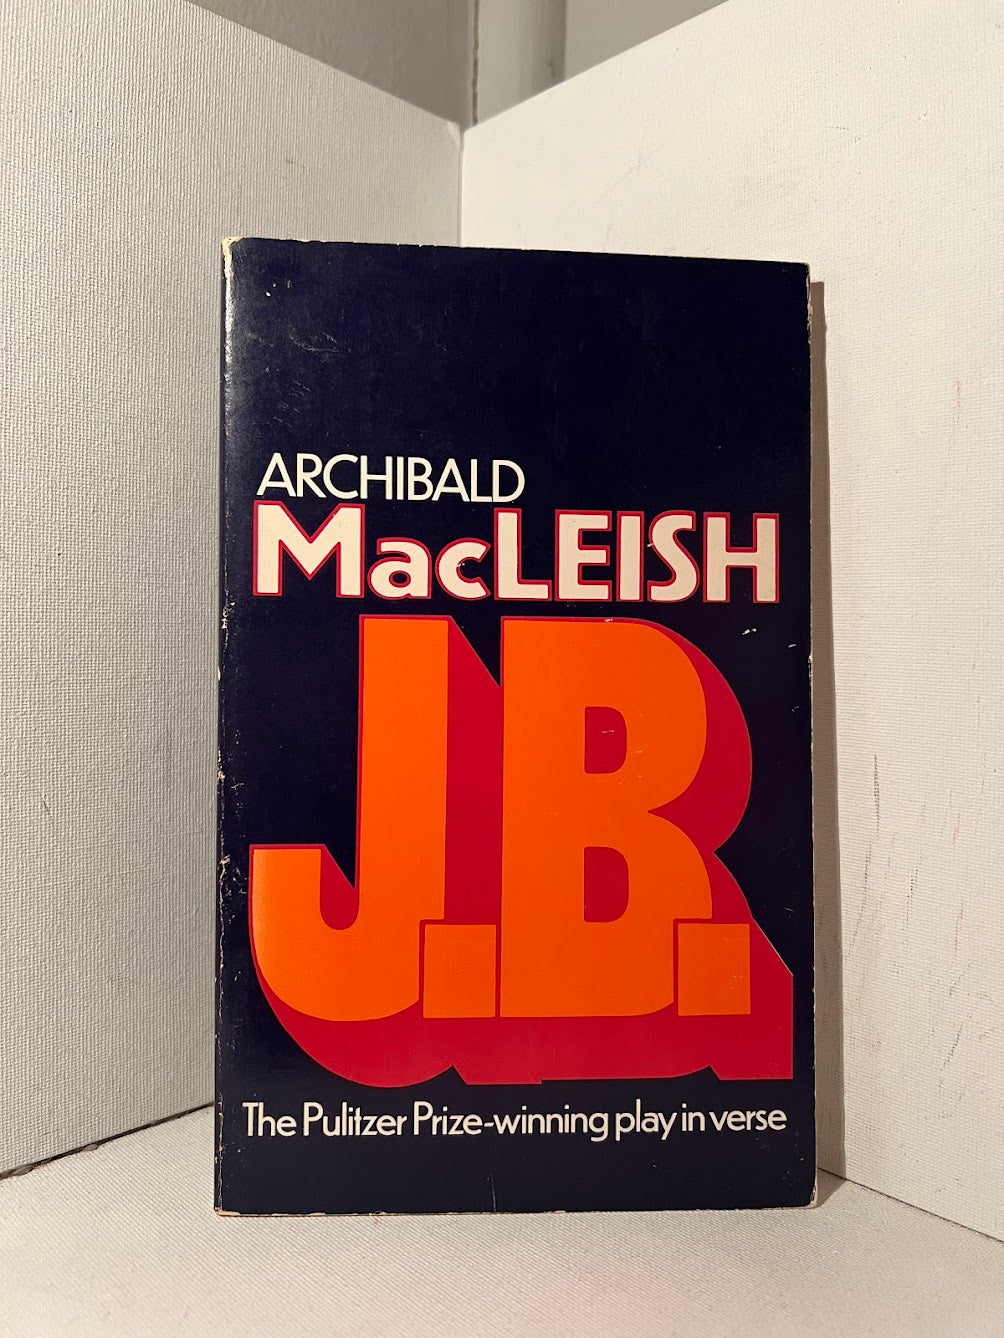 ARCHIBALD
MacLEISH
J.B.
The Pulitzer Prize-winning play in verse